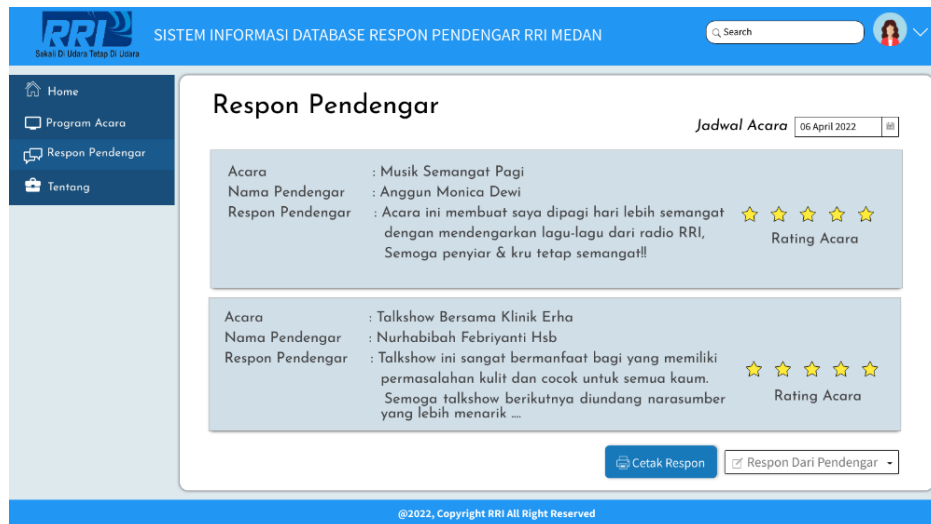 RRI
Sekali Di Udara Tetap Di Udara
SISTEM INFORMASI DATABASE RESPON PENDENGAR RRI MEDAN
Search
Home
Program Acara
Respon Pendengar
Tentang
Respon Pendengar
Jadwal Acara 06 April 2022
Acara : Musik Semangat Pagi
Nama Pendengar : Anggun Monica Dewi
Respon Pendengar : Acara ini membuat saya dipagi hari lebih semangat
dengan mendengarkan lagu-lagu dari radio RRI,
Semoga penyiar & kru tetap semangat!!
Rating Acara
Acara : Talkshow Bersama Klinik Erha
Nama Pendengar : Nurhabibah Febriyanti Hsb
Respon Pendengar : Talkshow ini sangat bermanfaat bagi yang memiliki
permasalahan kulit dan cocok untuk semua kaum.
Semoga talkshow berikutnya diundang narasumber
yang lebih menarik ....
Rating Acara
Cetak Respon
Respon Dari Pendengar
@2022, Copyright RRI All Right Reserved